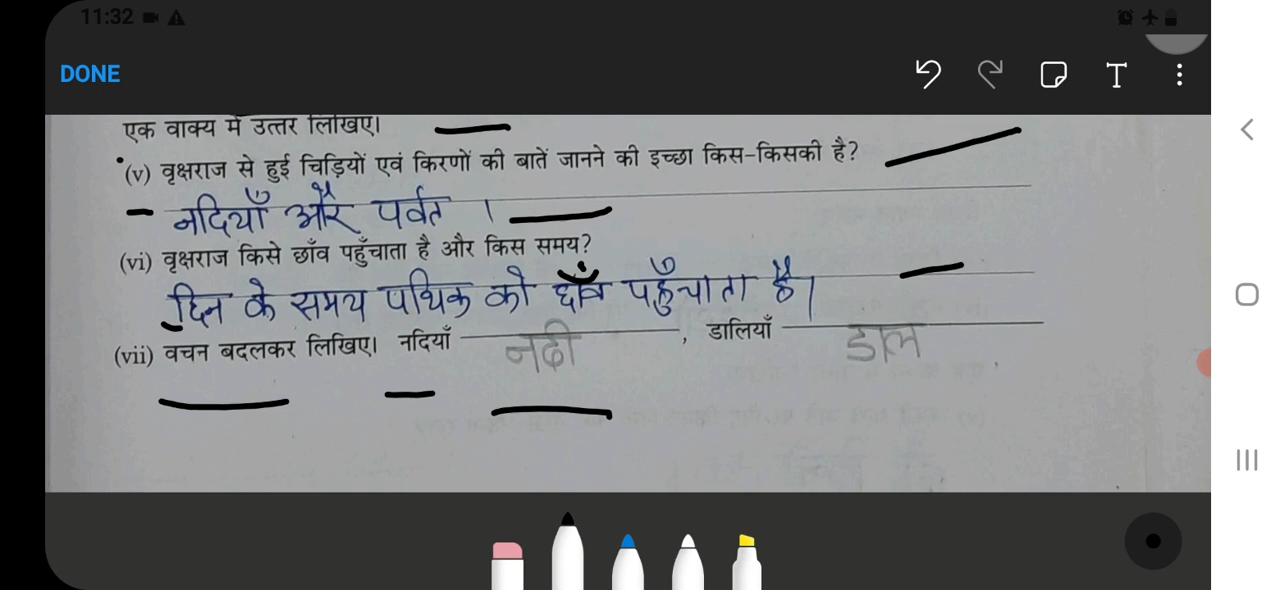 11:32
DONE
T
एक वाक्य में उत्तर लिखिए।
(v) वृक्षराज से हुई चिड़ियों एवं किरणों की बातें जानने की इच्छा किस-किसकी है?
नदियाँ और पर्वत ।
(vi) वृक्षराज किसे छाँव पहुँचाता है और किस समय?
दिन के समय पथिक को छाँव पहुँचाता है।
(vii) वचन बदलकर लिखिए। नदियाँ नदी , डालियाँ डाल